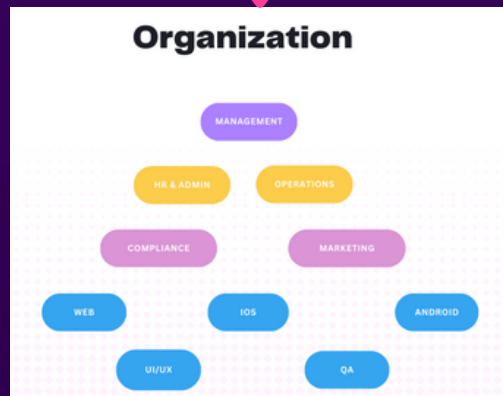 Organization
MANAGEMENT
HR & ADMIN
OPERATIONS
COMPLIANCE
MARKETING
WEB
IOS
ANDROID
UI/UX
QA